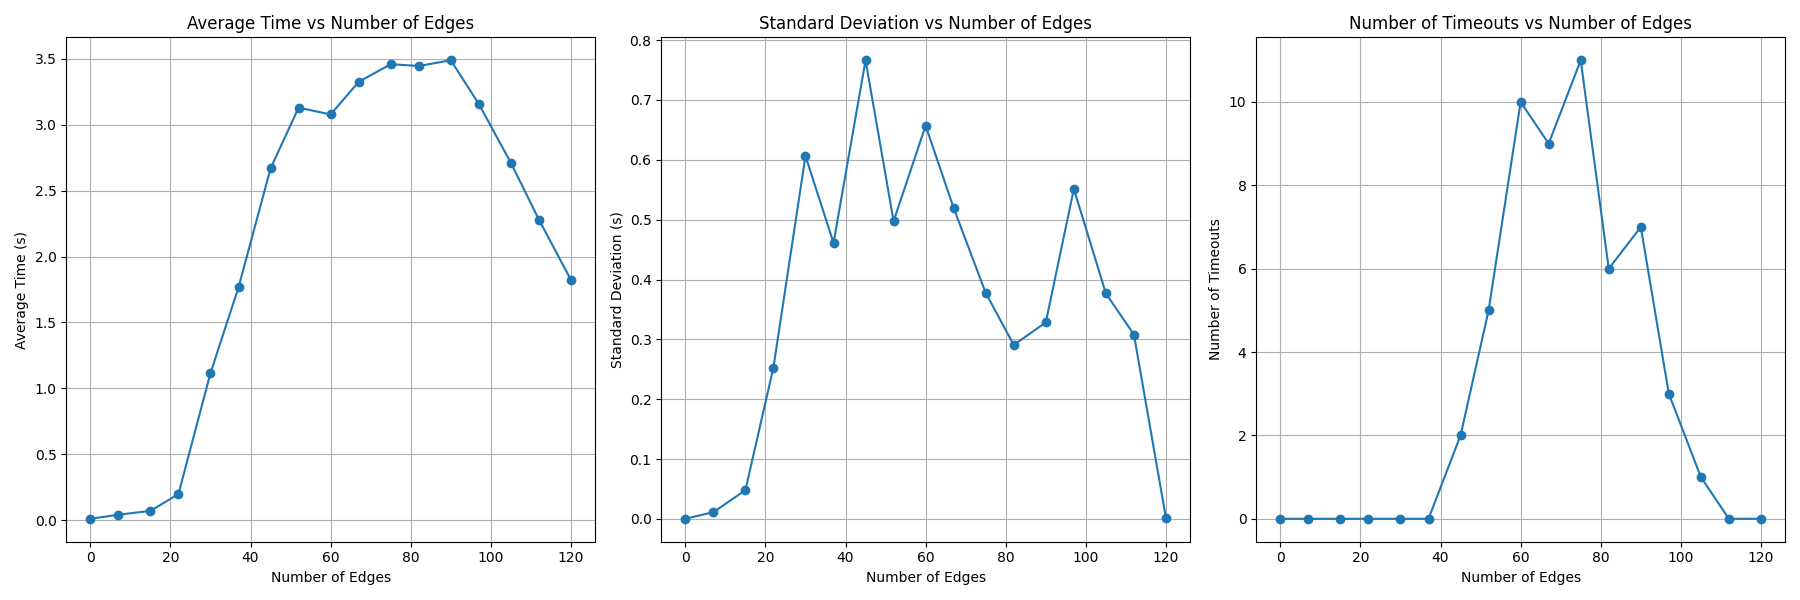 Average Time vs Number of Edges
Average Time (s)
3.5
3.0
2.5
2.0
1.5
1.0
0.5
0.0
0 20 40 60 80 100 120
Number of Edges
Standard Deviation vs Number of Edges
Standard Deviation (s)
0.8
0.7
0.6
0.5
0.4
0.3
0.2
0.1
0.0
0 20 40 60 80 100 120
Number of Edges
Number of Timeouts vs Number of Edges
Number of Timeouts
10
8
6
4
2
0
0 20 40 60 80 100 120
Number of Edges